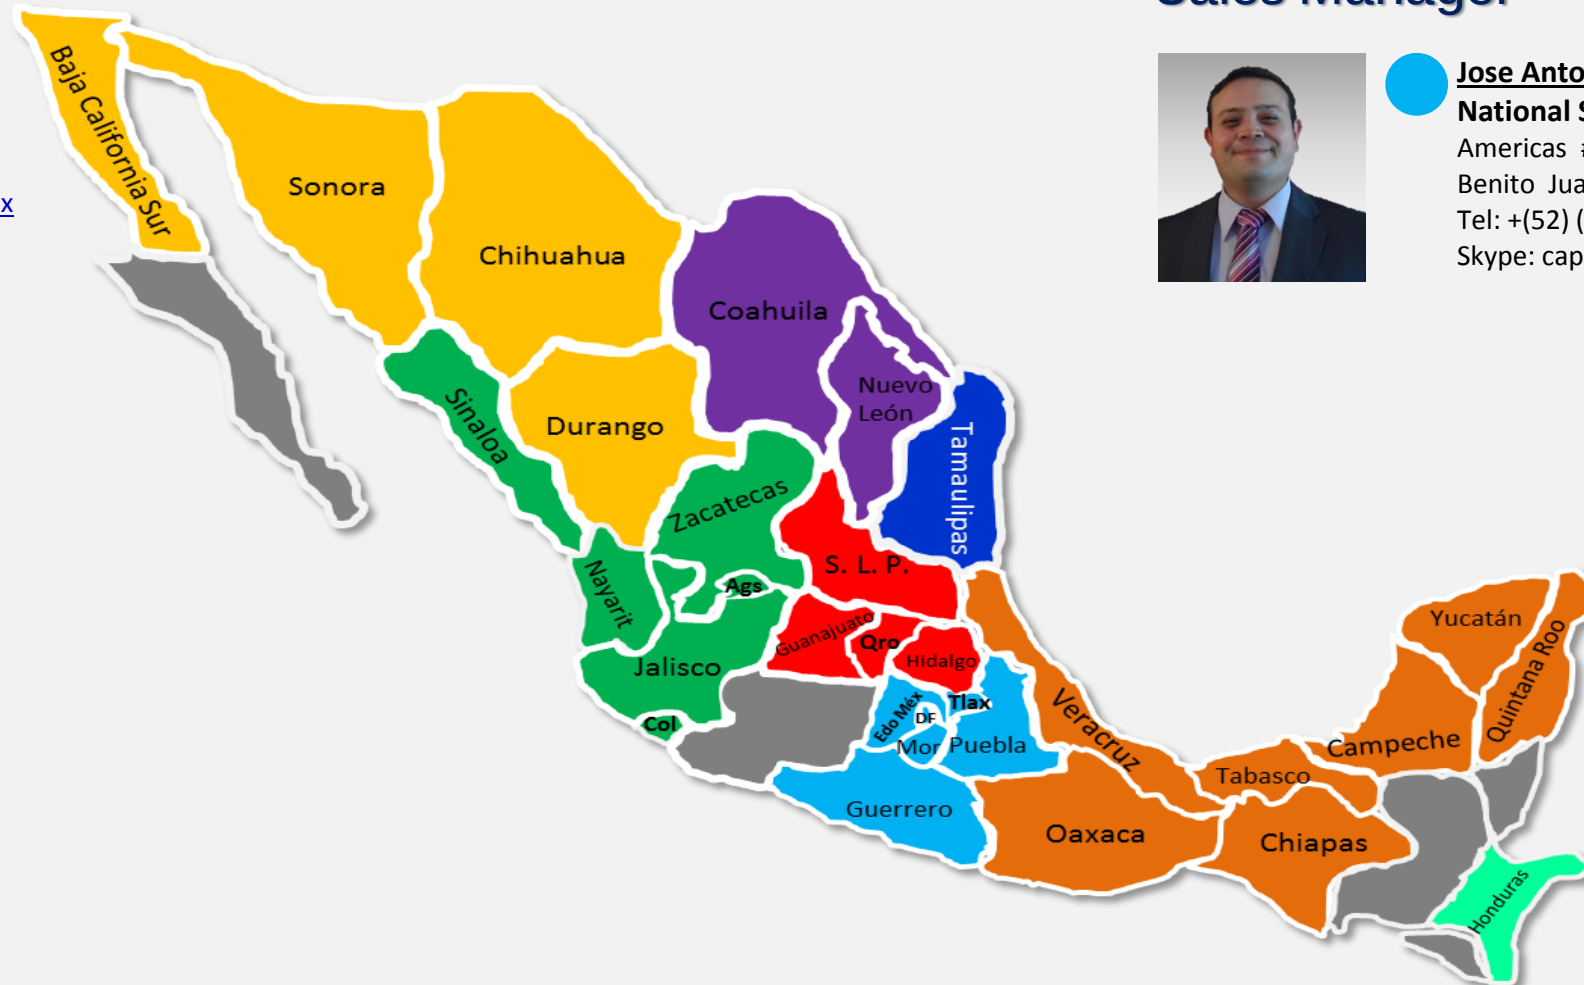 Sales Manager
Jose Anto
National S
Americas #
Benito Jua
Tel: +(52) (
Skype: cap
x
Baja California Sur
Sonora
Chihuahua
Coahuila
Nuevo
León
Durango
Sinaloa
Tamaulipas
Zacatecas
S. L. P.
Ags
Nayarit
Guanajuato
Qro
Hidalgo
Jalisco
Col
Edo Méx
DF
Tlax
Mor
Puebla
Veracruz
Guerrero
Oaxaca
Tabasco
Chiapas
Campeche
Yucatán
Quintana Roo
Honduras